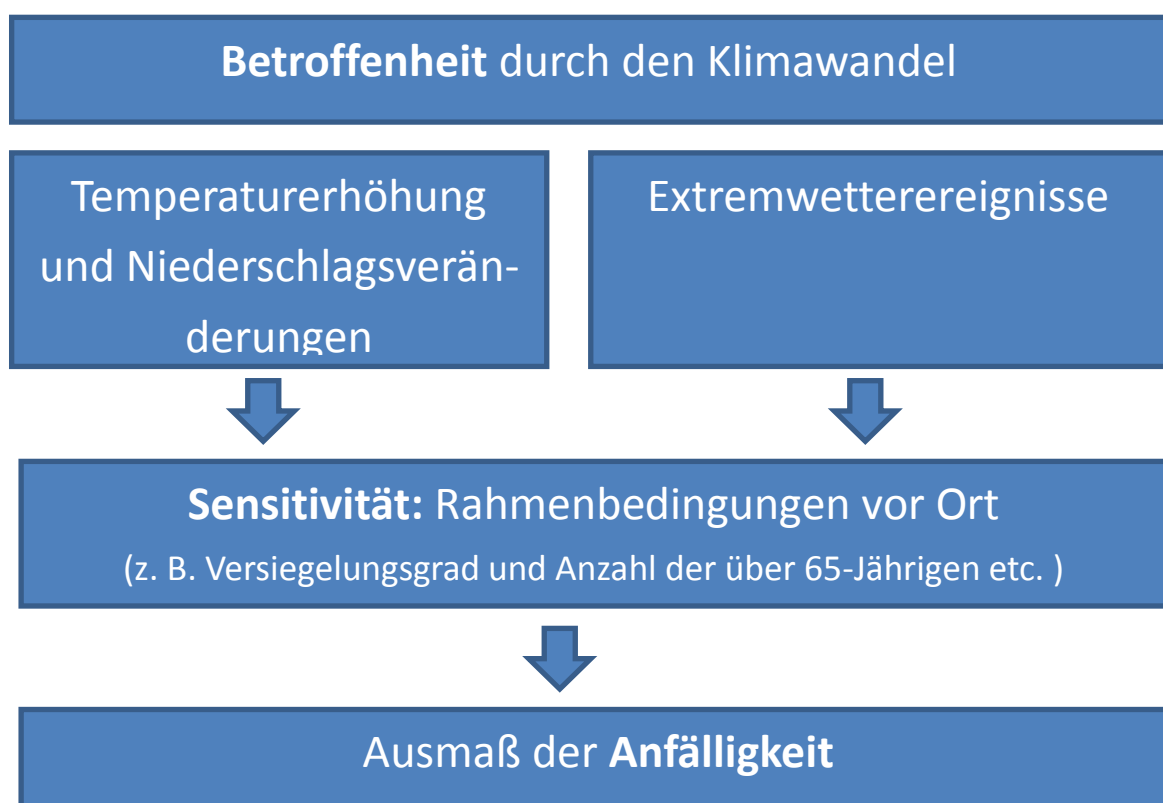 Betroffenheit durch den Klimawandel
Temperaturerhöhung
und Niederschlagsverän-
derungen
Extremwetterereignisse
Sensitivität: Rahmenbedingungen vor Ort
(z. B. Versiegelungsgrad und Anzahl der über 65-Jährigen etc. )
Ausmaß der Anfälligkeit